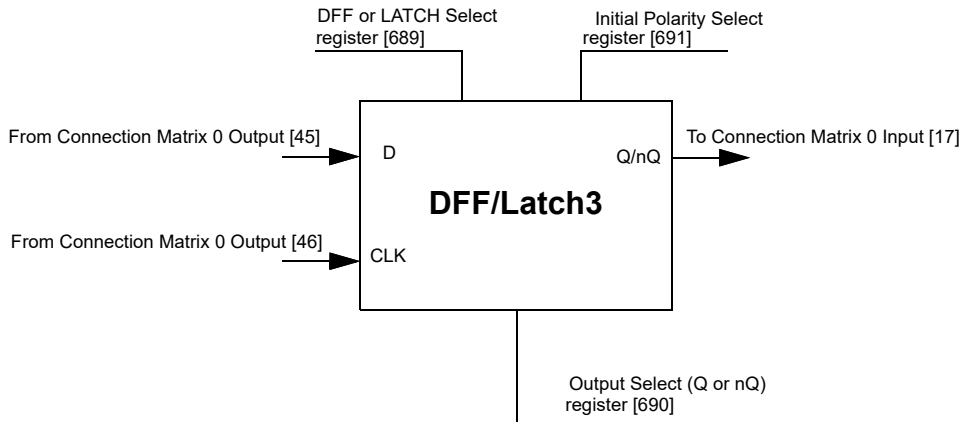 DFF or LATCH Select
register [689]
Initial Polarity Select
register [691]
From Connection Matrix 0 Output [45]
D
Q/nQ
To Connection Matrix 0 Input [17]
DFF/Latch3
From Connection Matrix 0 Output [46]
CLK
Output Select (Q or nQ)
register [690]